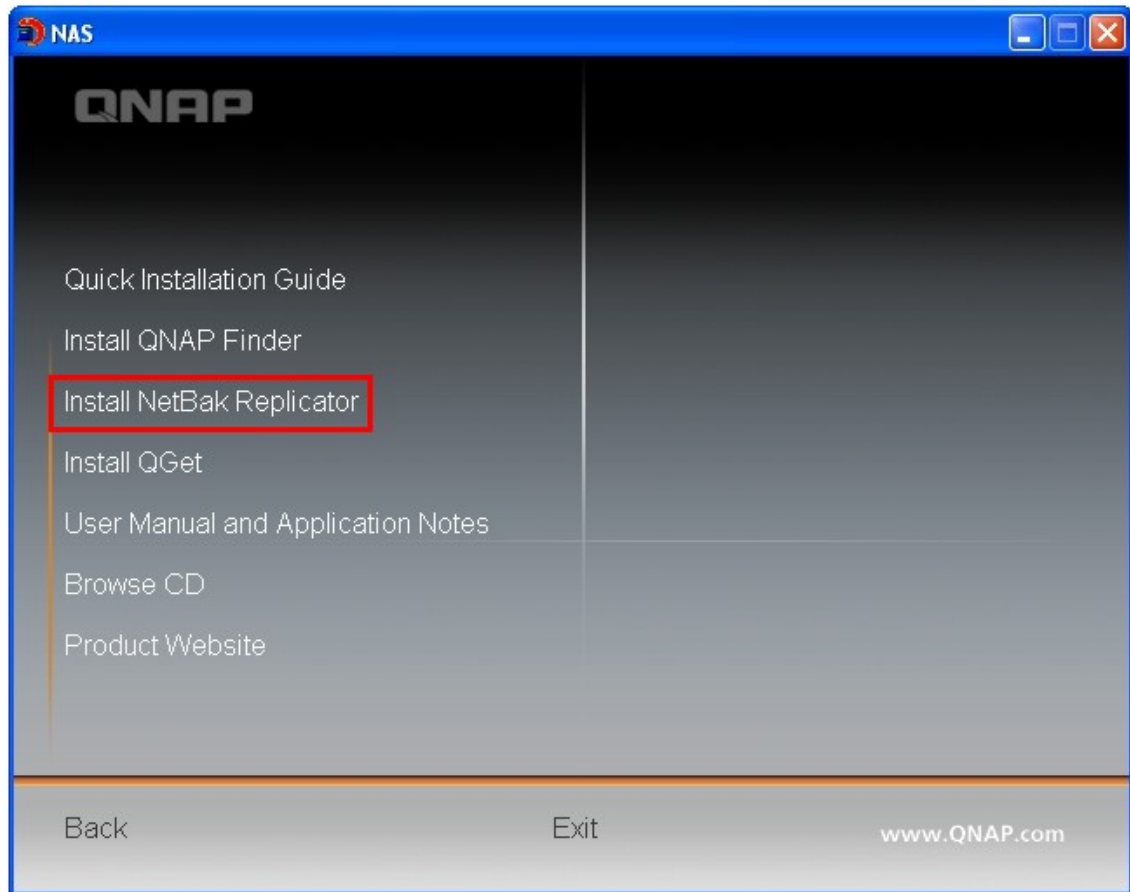 NAS
QNAP
Quick Installation Guide
Install QNAP Finder
Install NetBak Replicator
Install QGet
User Manual and Application Notes
Browse CD
Product Website
Back
Exit
www.QNAP.com